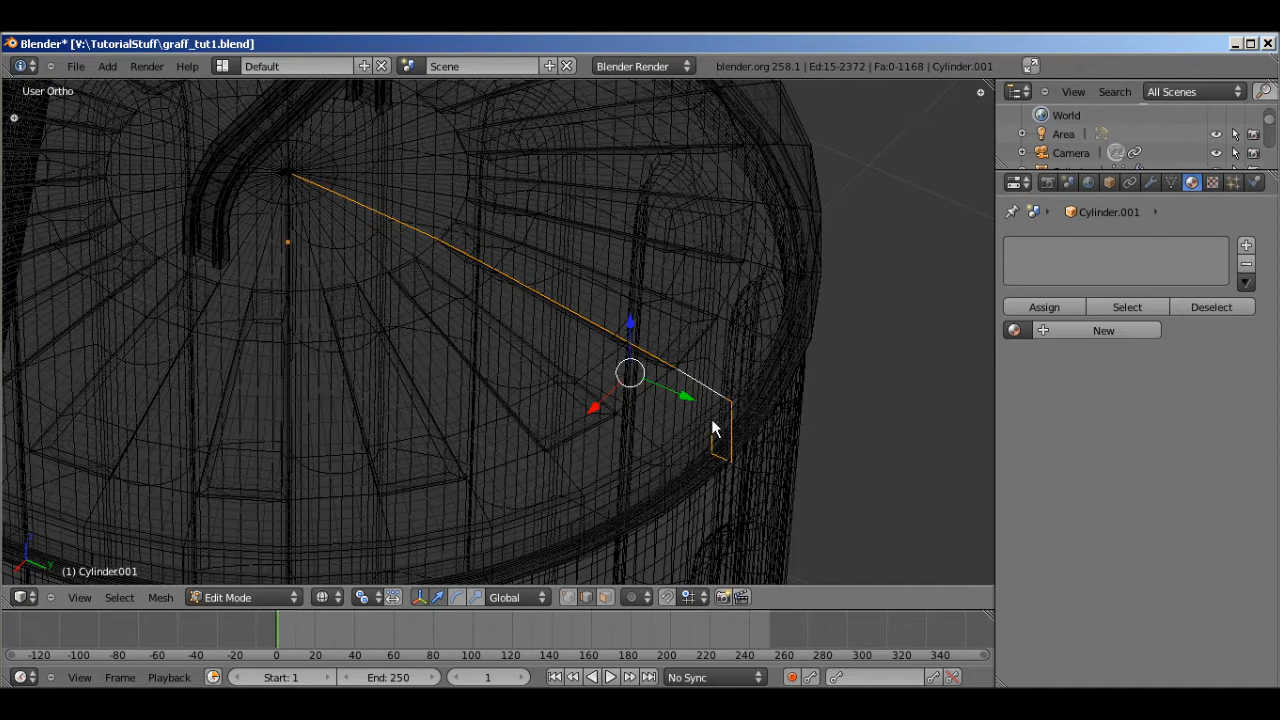 Blender* [V:\TutorialStuff\graff_tut1.blend]
File Add Render Help Default Scene Blender Render blender.org 258.1 | Ed:15-2372 | Fa:0-1168 | Cylinder.001
User Ortho
View Search All Scenes
World
Area
Camera
Cylinder.001
Assign Select Deselect
New
(1) Cylinder.001
View Select Mesh Edit Mode Global
-120 -100 -80 -60 -40 -20 0 20 40 60 80 100 120 140 160 180 200 220 240 260 280 300 320 340
View Frame Playback Start: 1 End: 250 1 No Sync